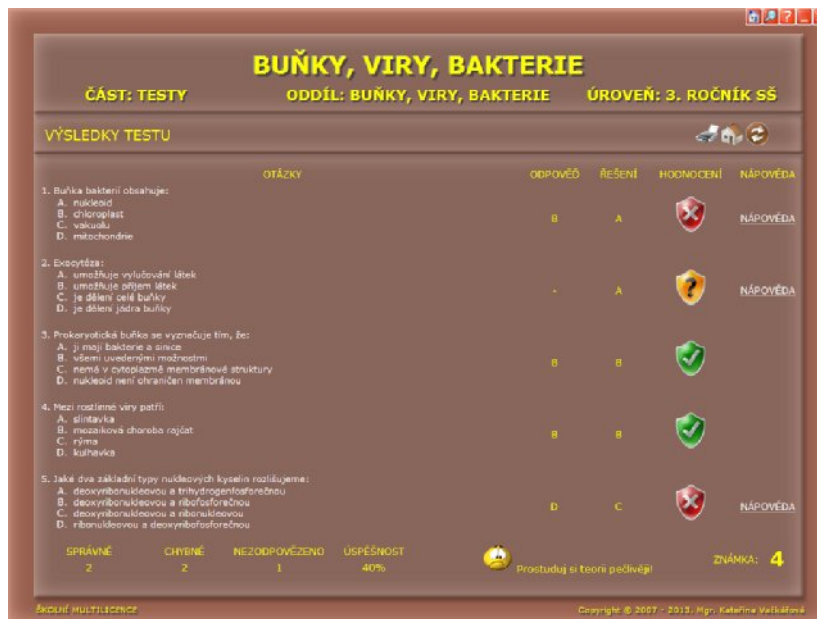 BUŇKY, VIRY, BAKTERIE
ČÁST: TESTY ODDÍL: BUŇKY, VIRY, BAKTERIE ÚROVEŇ: 3. ROČNÍK SŠ
VÝSLEDKY TESTU
OTÁZKY ODPOVĚĎ ŘEŠENÍ HODNOCENÍ NÁPOVĚDA
1. Buňka bakterií obsahuje:
A. nukleoid
B. chloroplast
C. vakuolu
D. mitochondrie
B A NÁPOVĚDA
2. Exocytóza:
A. umožňuje vylučování látek
B. umožňuje příjem látek
C. je dělení celé buňky
D. je dělení jádra buňky
- A NÁPOVĚDA
3. Prokaryotická buňka se vyznačuje tím, že:
A. ji mají bakterie a sinice
B. všemi uvedenými možnostmi
C. nemá v cytoplazmě membránové struktury
D. nukleoid není ohraničen membránou
B B
4. Mezi rostlinné viry patří:
A. slintavka
B. mozaiková choroba rajčat
C. rýma
D. kulhavka
B B
5. Jaké dva základní typy nukleových kyselin rozlišujeme:
A. deoxyribonukleovou a trihydrogenfosforečnou
B. deoxyribonukleovou a ribofosforečnou
C. deoxyribonukleovou a ribonukleovou
D. ribonukleovou a deoxyribofosforečnou
D C NÁPOVĚDA
SPRÁVNĚ CHYBNĚ NEZODPOVĚZENO ÚSPĚŠNOST
2 2 1 40%
Prostuduj si teorii pečlivěji!
ZNÁMKA: 4
ŠKOLNÍ MULTILICENCE
Copyright © 2007 - 2013, Mgr. Kateřina